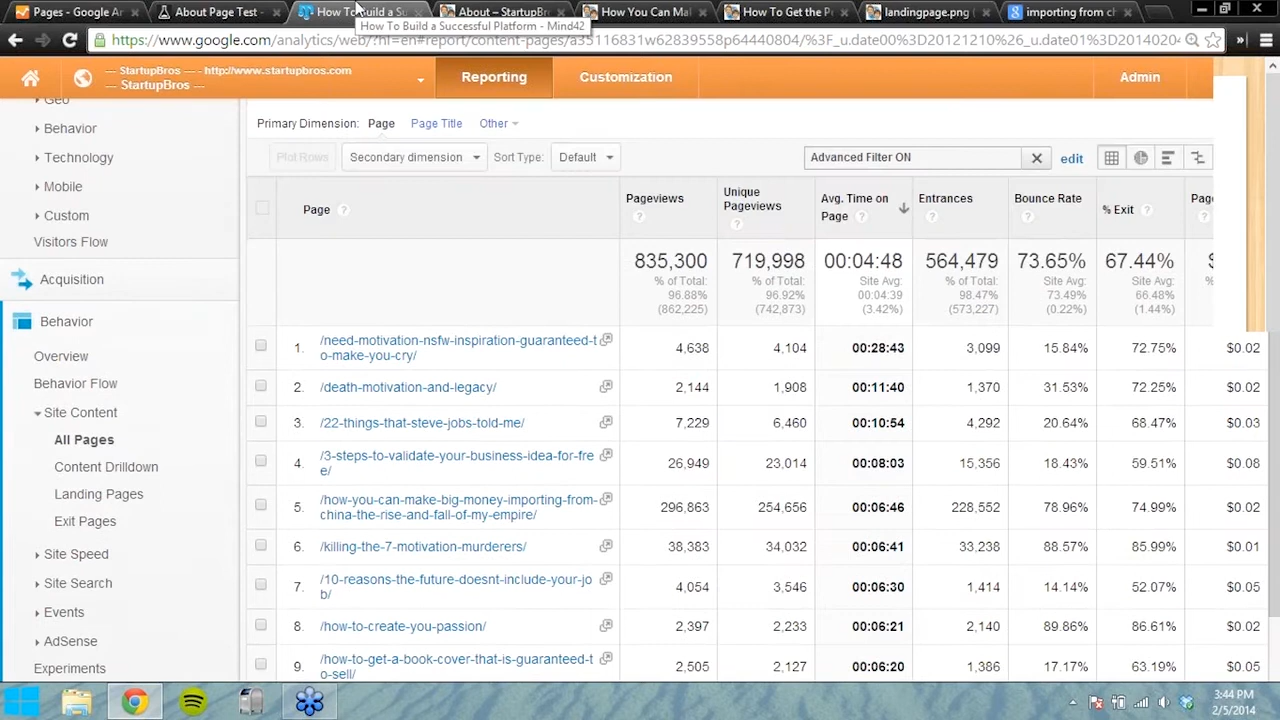 Pages - Google An
About Page Test -
How To Build a Su
About – StartupBro
How You Can Mak
How To Get the
landingpage.png
How To Build a Successful Platform - Mind42
https://www.google.com/analytics/web/?hl=en#report/content-pages/a35116831w62839559p64440804/%3F_u.date00%3D20121210%26_u.date01%3D2014020
StartupBros — - http://www.startupbros.com
— StartupBros —
Reporting
Customization
Admin
Geo
Behavior
Technology
Mobile
Custom
Visitors Flow
Acquisition
Behavior
Overview
Behavior Flow
Site Content
All Pages
Content Drilldown
Landing Pages
Exit Pages
Site Speed
Site Search
Events
AdSense
Experiments
Primary Dimension: Page Page Title Other
Plot Rows Secondary dimension Sort Type: Default Advanced Filter ON edit
Page
Pageviews
Unique Pageviews
Avg. Time on Page
Entrances
Bounce Rate
% Exit
Page
835,300 719,998 00:04:48 564,479 73.65% 67.44% $
% of Total: % of Total: Site Avg: % of Total: Site Avg: Site Avg: %
96.88% 96.92% 00:04:39 98.47% 73.49% 66.48%
(862,225) (742,873) (3.42%) (573,227) (0.22%) (1.44%)
1. /need-motivation-nsfw-inspiration-guaranteed-t
o-make-you-cry/ 4,638 4,104 00:28:43 3,099 15.84% 72.75% $0.02
2. /death-motivation-and-legacy/ 2,144 1,908 00:11:40 1,370 31.53% 72.25% $0.02
3. /22-things-that-steve-jobs-told-me/ 7,229 6,460 00:10:54 4,292 20.64% 68.47% $0.03
4. /3-steps-to-validate-your-business-idea-for-fre
e/ 26,949 23,014 00:08:03 15,356 18.43% 59.51% $0.08
5. /how-you-can-make-big-money-importing-from-
china-the-rise-and-fall-of-my-empire/ 296,863 254,656 00:06:46 228,552 78.96% 74.99% $0.02
6. /killing-the-7-motivation-murderers/ 38,383 34,032 00:06:41 33,238 88.57% 85.99% $0.01
7. /10-reasons-the-future-doesnt-include-your-jo
b/ 4,054 3,546 00:06:30 1,414 14.14% 52.07% $0.05
8. /how-to-create-you-passion/ 2,397 2,233 00:06:21 2,140 89.86% 86.61% $0.02
9. /how-to-get-a-book-cover-that-is-guaranteed-t
o-sell/ 2,505 2,127 00:06:20 1,386 17.17% 63.19% $0.05
3:44 PM
2/5/2014